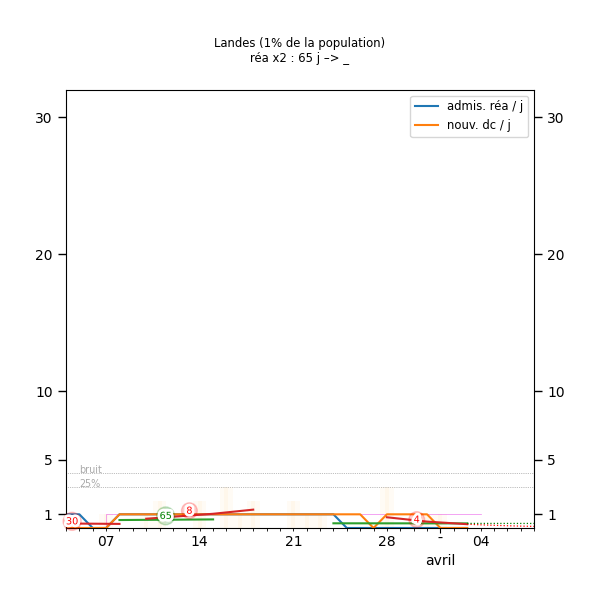 Landes (1% de la population)
réa x2 : 65 j –> _
admis. réa / j
nouv. dc / j
30 30
20 20
10 10
5 5
bruit
25%
1 1
30 65 8 4
07 14 21 28 - 04
avril